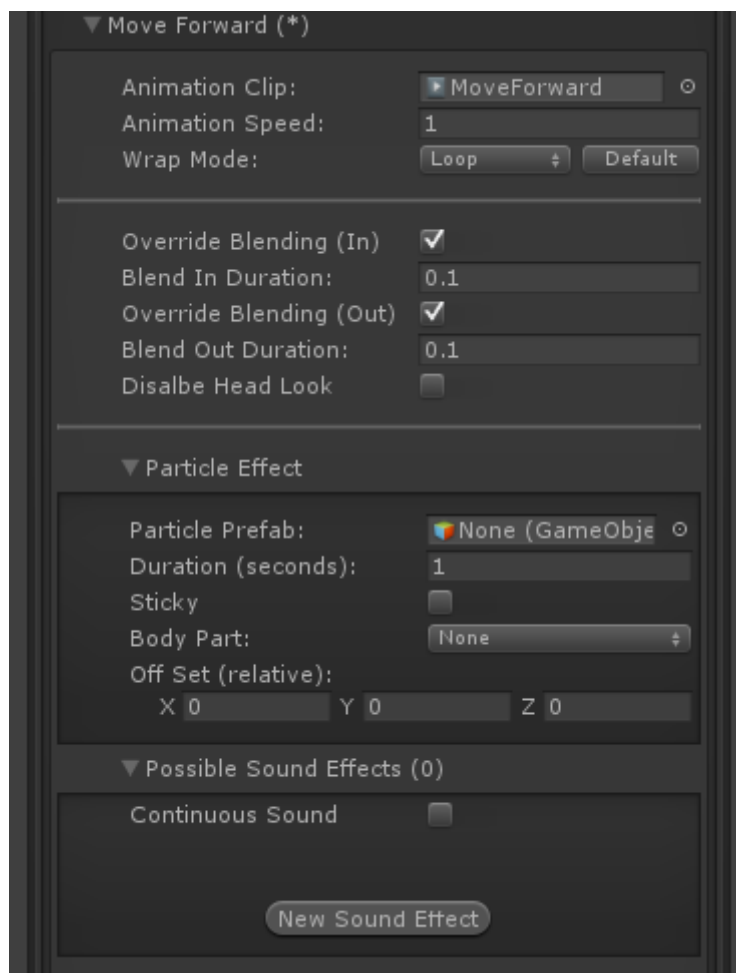 Move Forward (*)
Animation Clip: MoveForward
Animation Speed: 1
Wrap Mode: Loop Default
Override Blending (In)
Blend In Duration: 0.1
Override Blending (Out)
Blend Out Duration: 0.1
Disalbe Head Look
Particle Effect
Particle Prefab: None (GameObje
Duration (seconds): 1
Sticky
Body Part: None
Off Set (relative):
X 0 Y 0 Z 0
Possible Sound Effects (0)
Continuous Sound
New Sound Effect